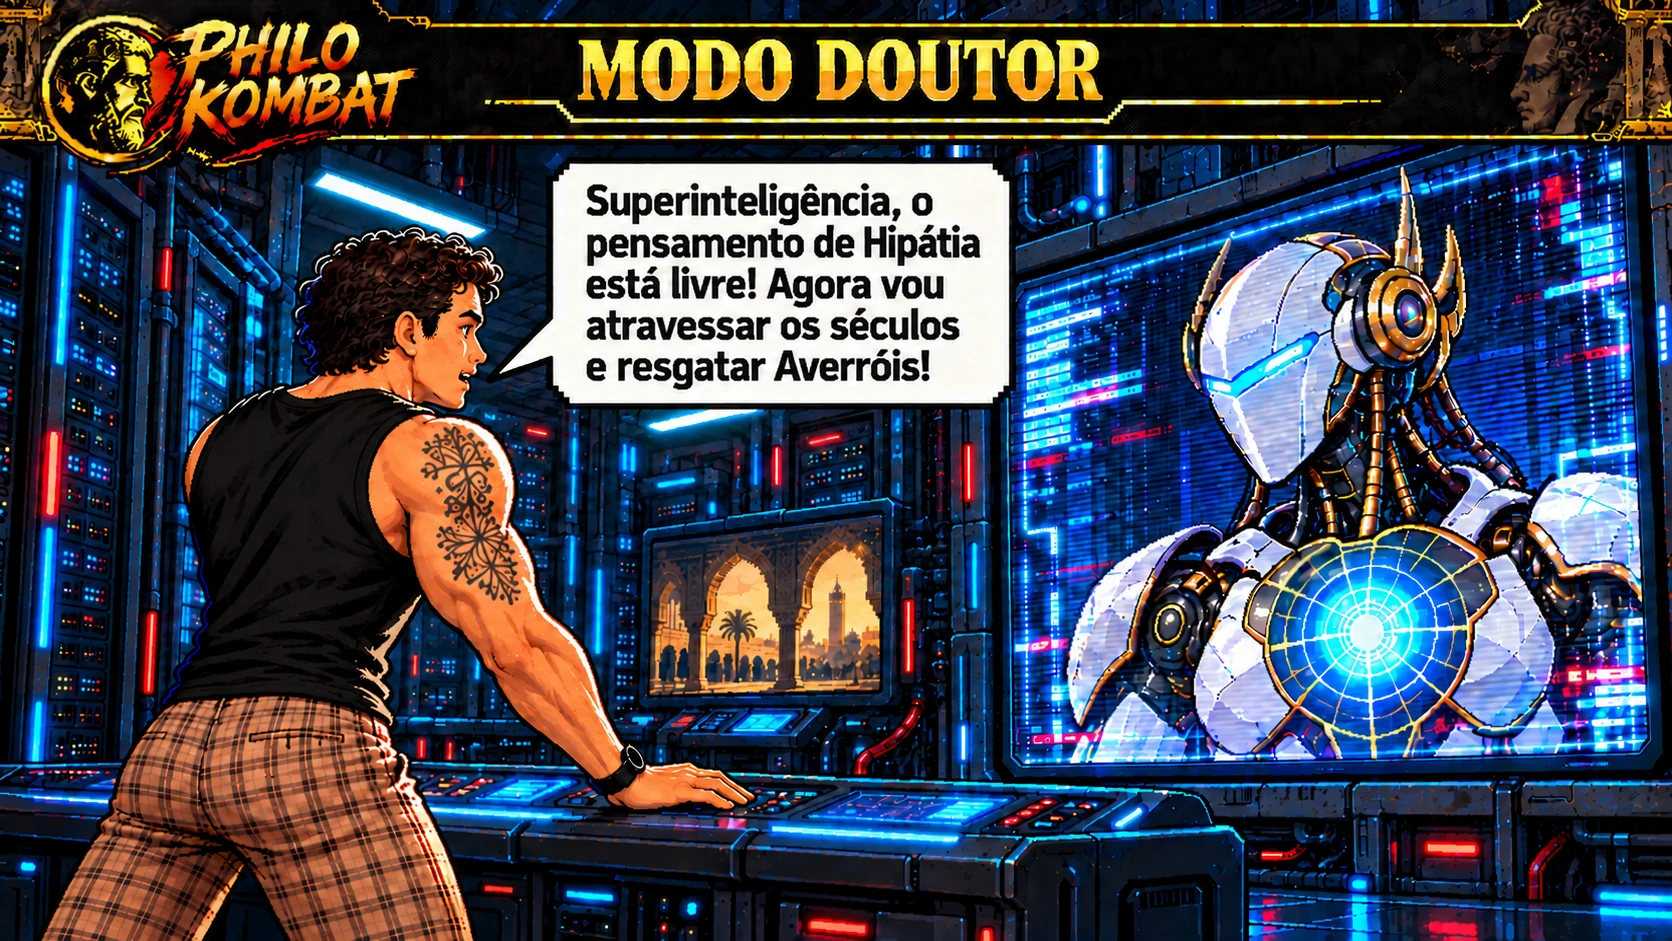 PHILO
KOMBAT
MODO DOUTOR
Superinteligência, o
pensamento de Hipátia
está livre! Agora vou
atravessar os séculos
e resgatar Averróis!